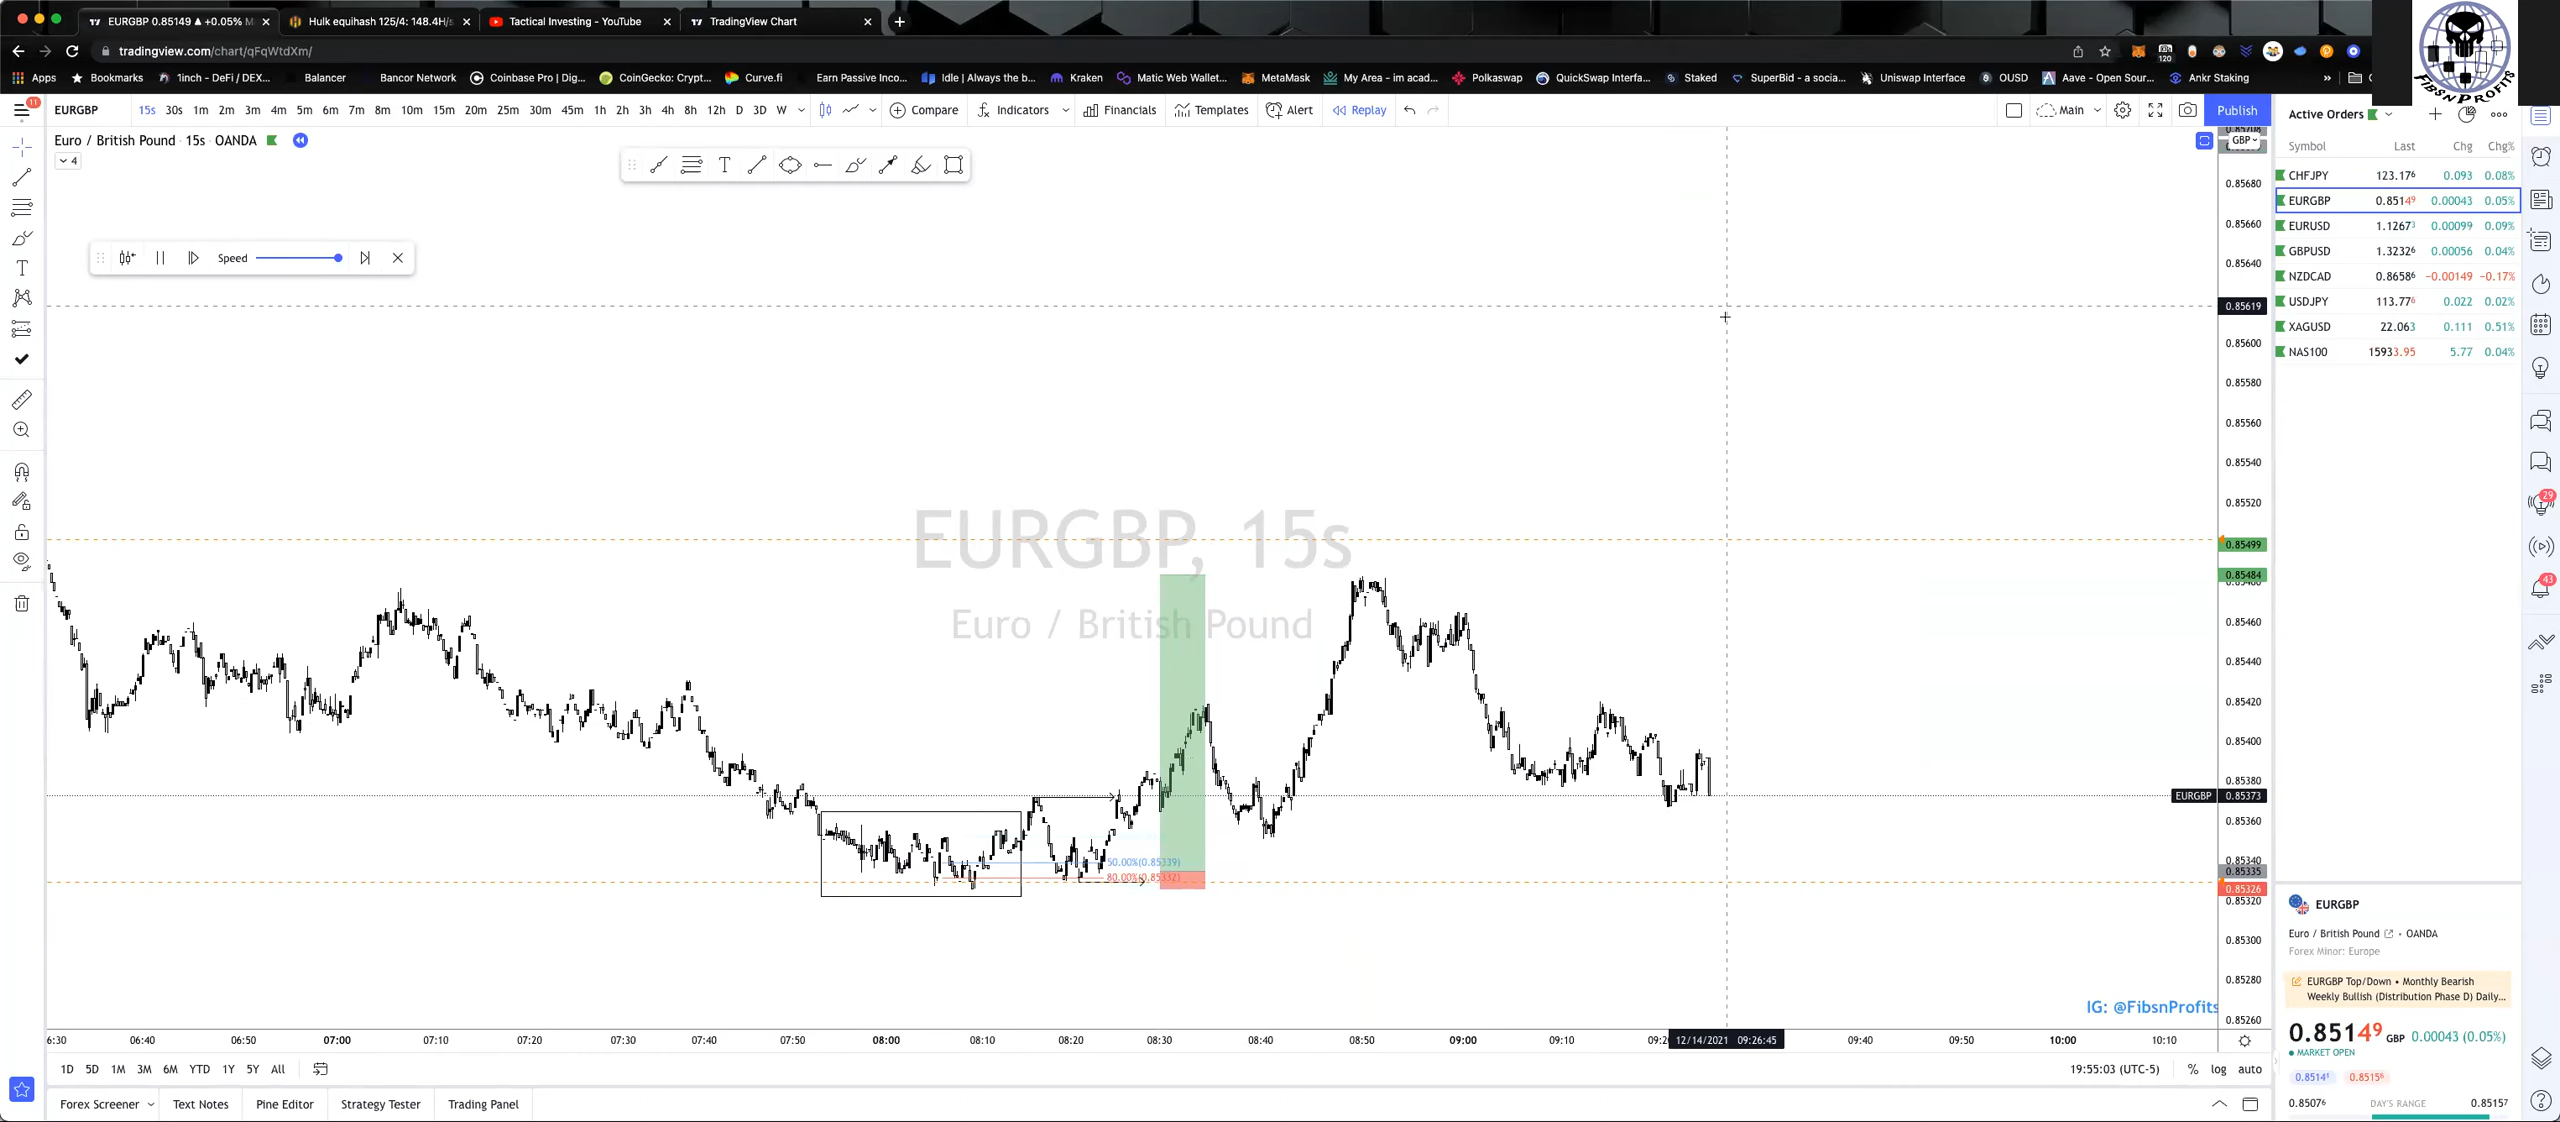 EURGBP 0.85149 ▲ +0.05% M
Hulk equihash 125/4: 148.4H/s
Tactical Investing - YouTube
TradingView Chart
tradingview.com/chart/qFqWtdXm/
Apps
Bookmarks
1inch - DeFi / DEX...
Balancer
Bancor Network
Coinbase Pro | Dig...
CoinGecko: Crypt...
Curve.fi
Earn Passive Inco...
Idle | Always the b...
Kraken
Matic Web Wallet...
MetaMask
My Area - im acad...
Polkaswap
QuickSwap Interfa...
Staked
SuperBid - a socia...
Uniswap Interface
OUSD
Aave - Open Sour...
Ankr Staking
»
120
FIBSNPROFITS
11
EURGBP 15s 30s 1m 2m 3m 4m 5m 6m 7m 8m 10m 15m 20m 25m 30m 45m 1h 2h 3h 4h 8h 12h D 3D W
Compare
Indicators
Financials
Templates
Alert
Replay
Main
Publish
Euro / British Pound 15s OANDA
4
Speed
EURGBP, 15s
Euro / British Pound
50.00%(0.85339)
80.00%(0.85332)
IG: @FibsnProfits
GBP
0.85680
0.85660
0.85640
0.85619
0.85600
0.85580
0.85560
0.85540
0.85520
0.85499
0.85484
0.85460
0.85440
0.85420
0.85400
0.85380
EURGBP 0.85373
0.85360
0.85340
0.85335
0.85326
0.85320
0.85300
0.85280
0.85260
6:30 06:40 06:50 07:00 07:10 07:20 07:30 07:40 07:50 08:00 08:10 08:20 08:30 08:40 08:50 09:00 09:10 09:2 12/14/2021 09:26:45 09:40 09:50 10:00 10:10
1D 5D 1M 3M 6M YTD 1Y 5Y All
19:55:03 (UTC-5)
% log auto
Forex Screener
Text Notes
Pine Editor
Strategy Tester
Trading Panel
Active Orders
Symbol Last Chg Chg%
CHFJPY 123.176 0.093 0.08%
EURGBP 0.85149 0.00043 0.05%
EURUSD 1.12673 0.00099 0.09%
GBPUSD 1.32326 0.00056 0.04%
NZDCAD 0.86586 −0.00149 −0.17%
USDJPY 113.776 0.022 0.02%
XAGUSD 22.063 0.111 0.51%
NAS100 15933.95 5.77 0.04%
29
43
EURGBP
Euro / British Pound • OANDA
Forex Minor: Europe
EURGBP Top/Down • Monthly Bearish
Weekly Bullish (Distribution Phase D) Daily...
0.85149 GBP 0.00043 (0.05%)
MARKET OPEN
0.85141 0.85156
0.85076 DAY'S RANGE 0.85157